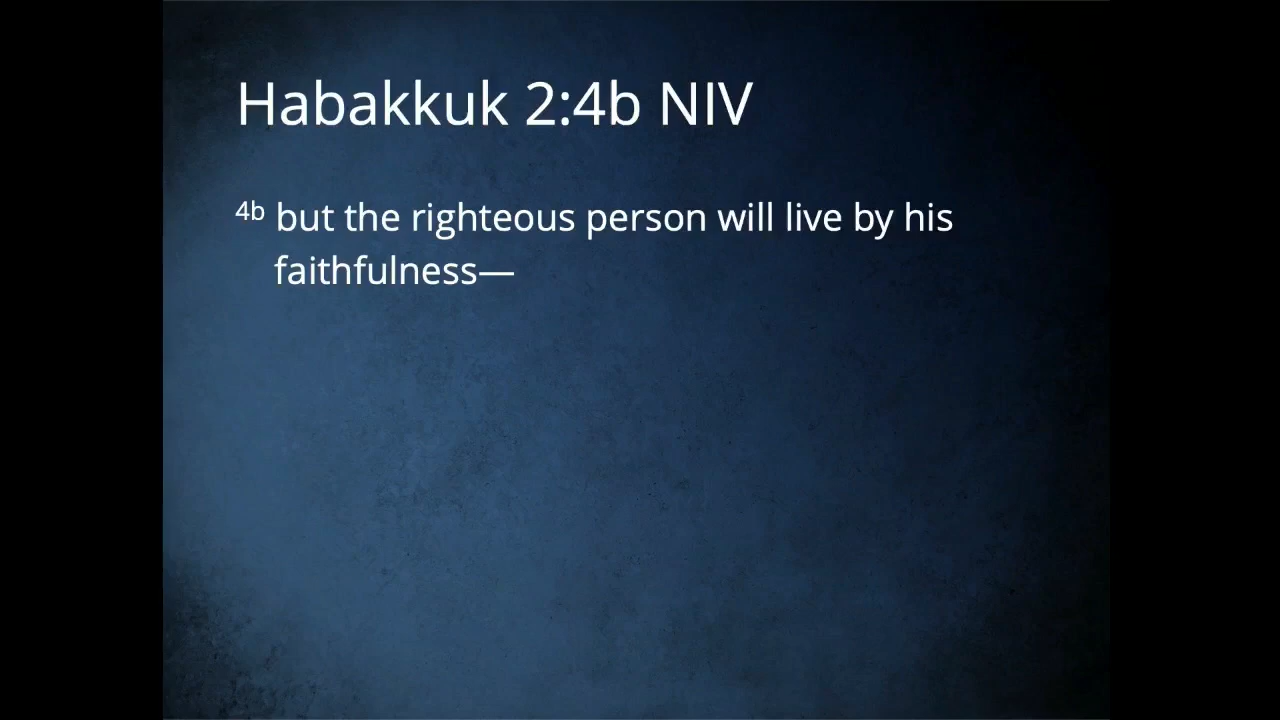 Habakkuk 2:4b NIV
4b but the righteous person will live by his
faithfulness—